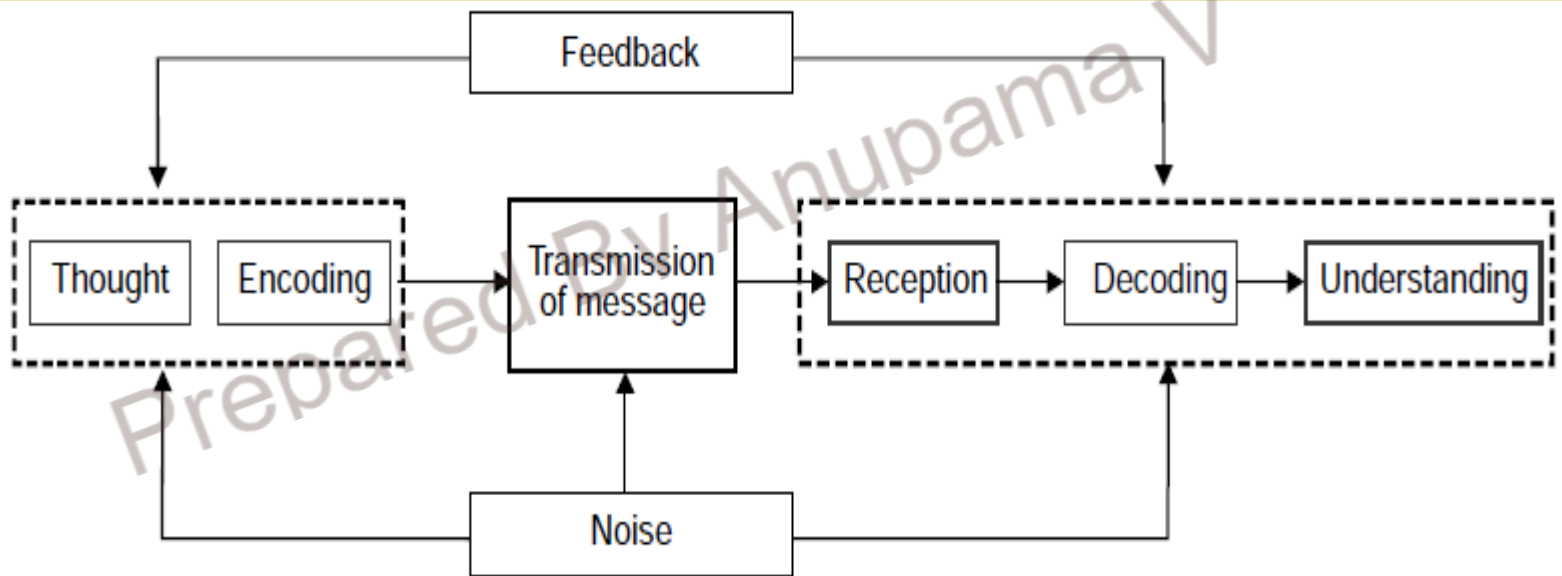 Feedback
Thought
Encoding
Transmission
of message
Reception
Decoding
Understanding
Noise
Prepared By Anupama V